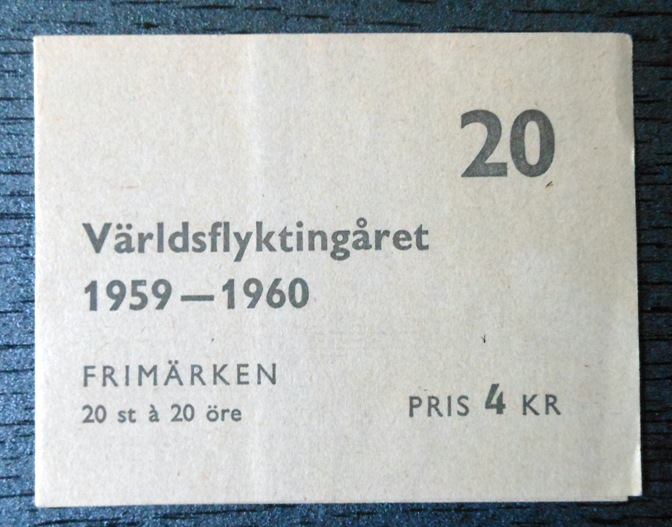 20
Världsflyktingåret
1959 — 1960
FRIMÄRKEN
20 st à 20 öre
PRIS 4 KR